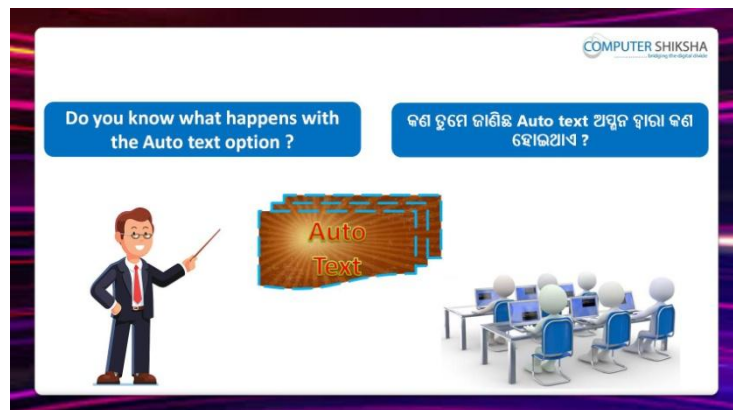 COMPUTER SHIKSHA
bridging the digital divide
Do you know what happens with
the Auto text option ?
କଣ ତୁମେ ଜାଣିଛ Auto text ଅପ୍ସନ ଦ୍ୱାରା କଣ
ହୋଇଥାଏ ?
Auto
Text